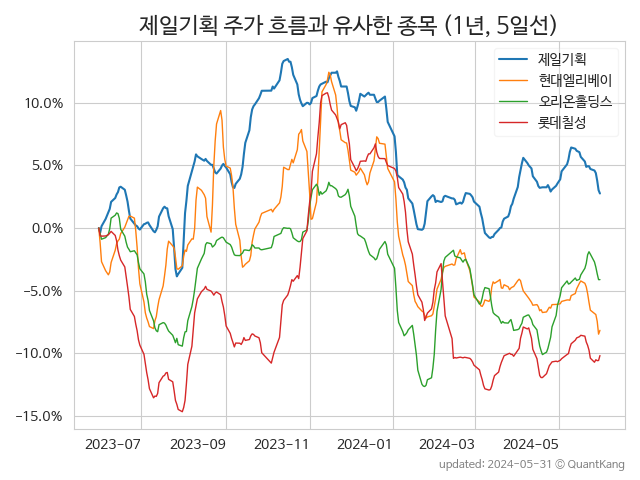 제일기획 주가 흐름과 유사한 종목 (1년, 5일선)
제일기획
현대엘리베이
오리온홀딩스
롯데칠성
10.0%
5.0%
0.0%
−5.0%
−10.0%
−15.0%
2023-07 2023-09 2023-11 2024-01 2024-03 2024-05
updated: 2024-05-31 © QuantKang